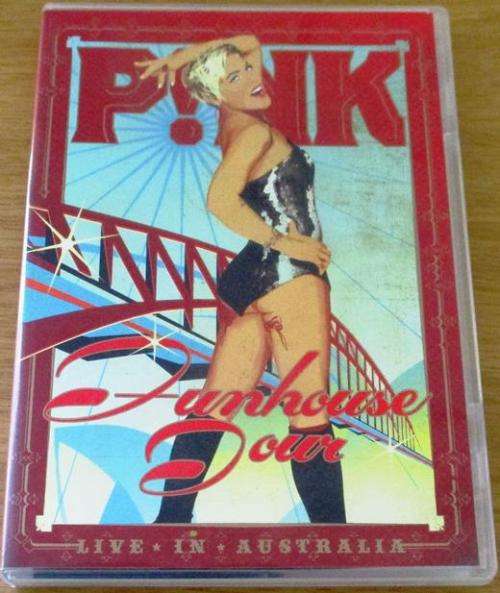 P!NK
Funhouse
Tour
LIVE ★ IN ★ AUSTRALIA